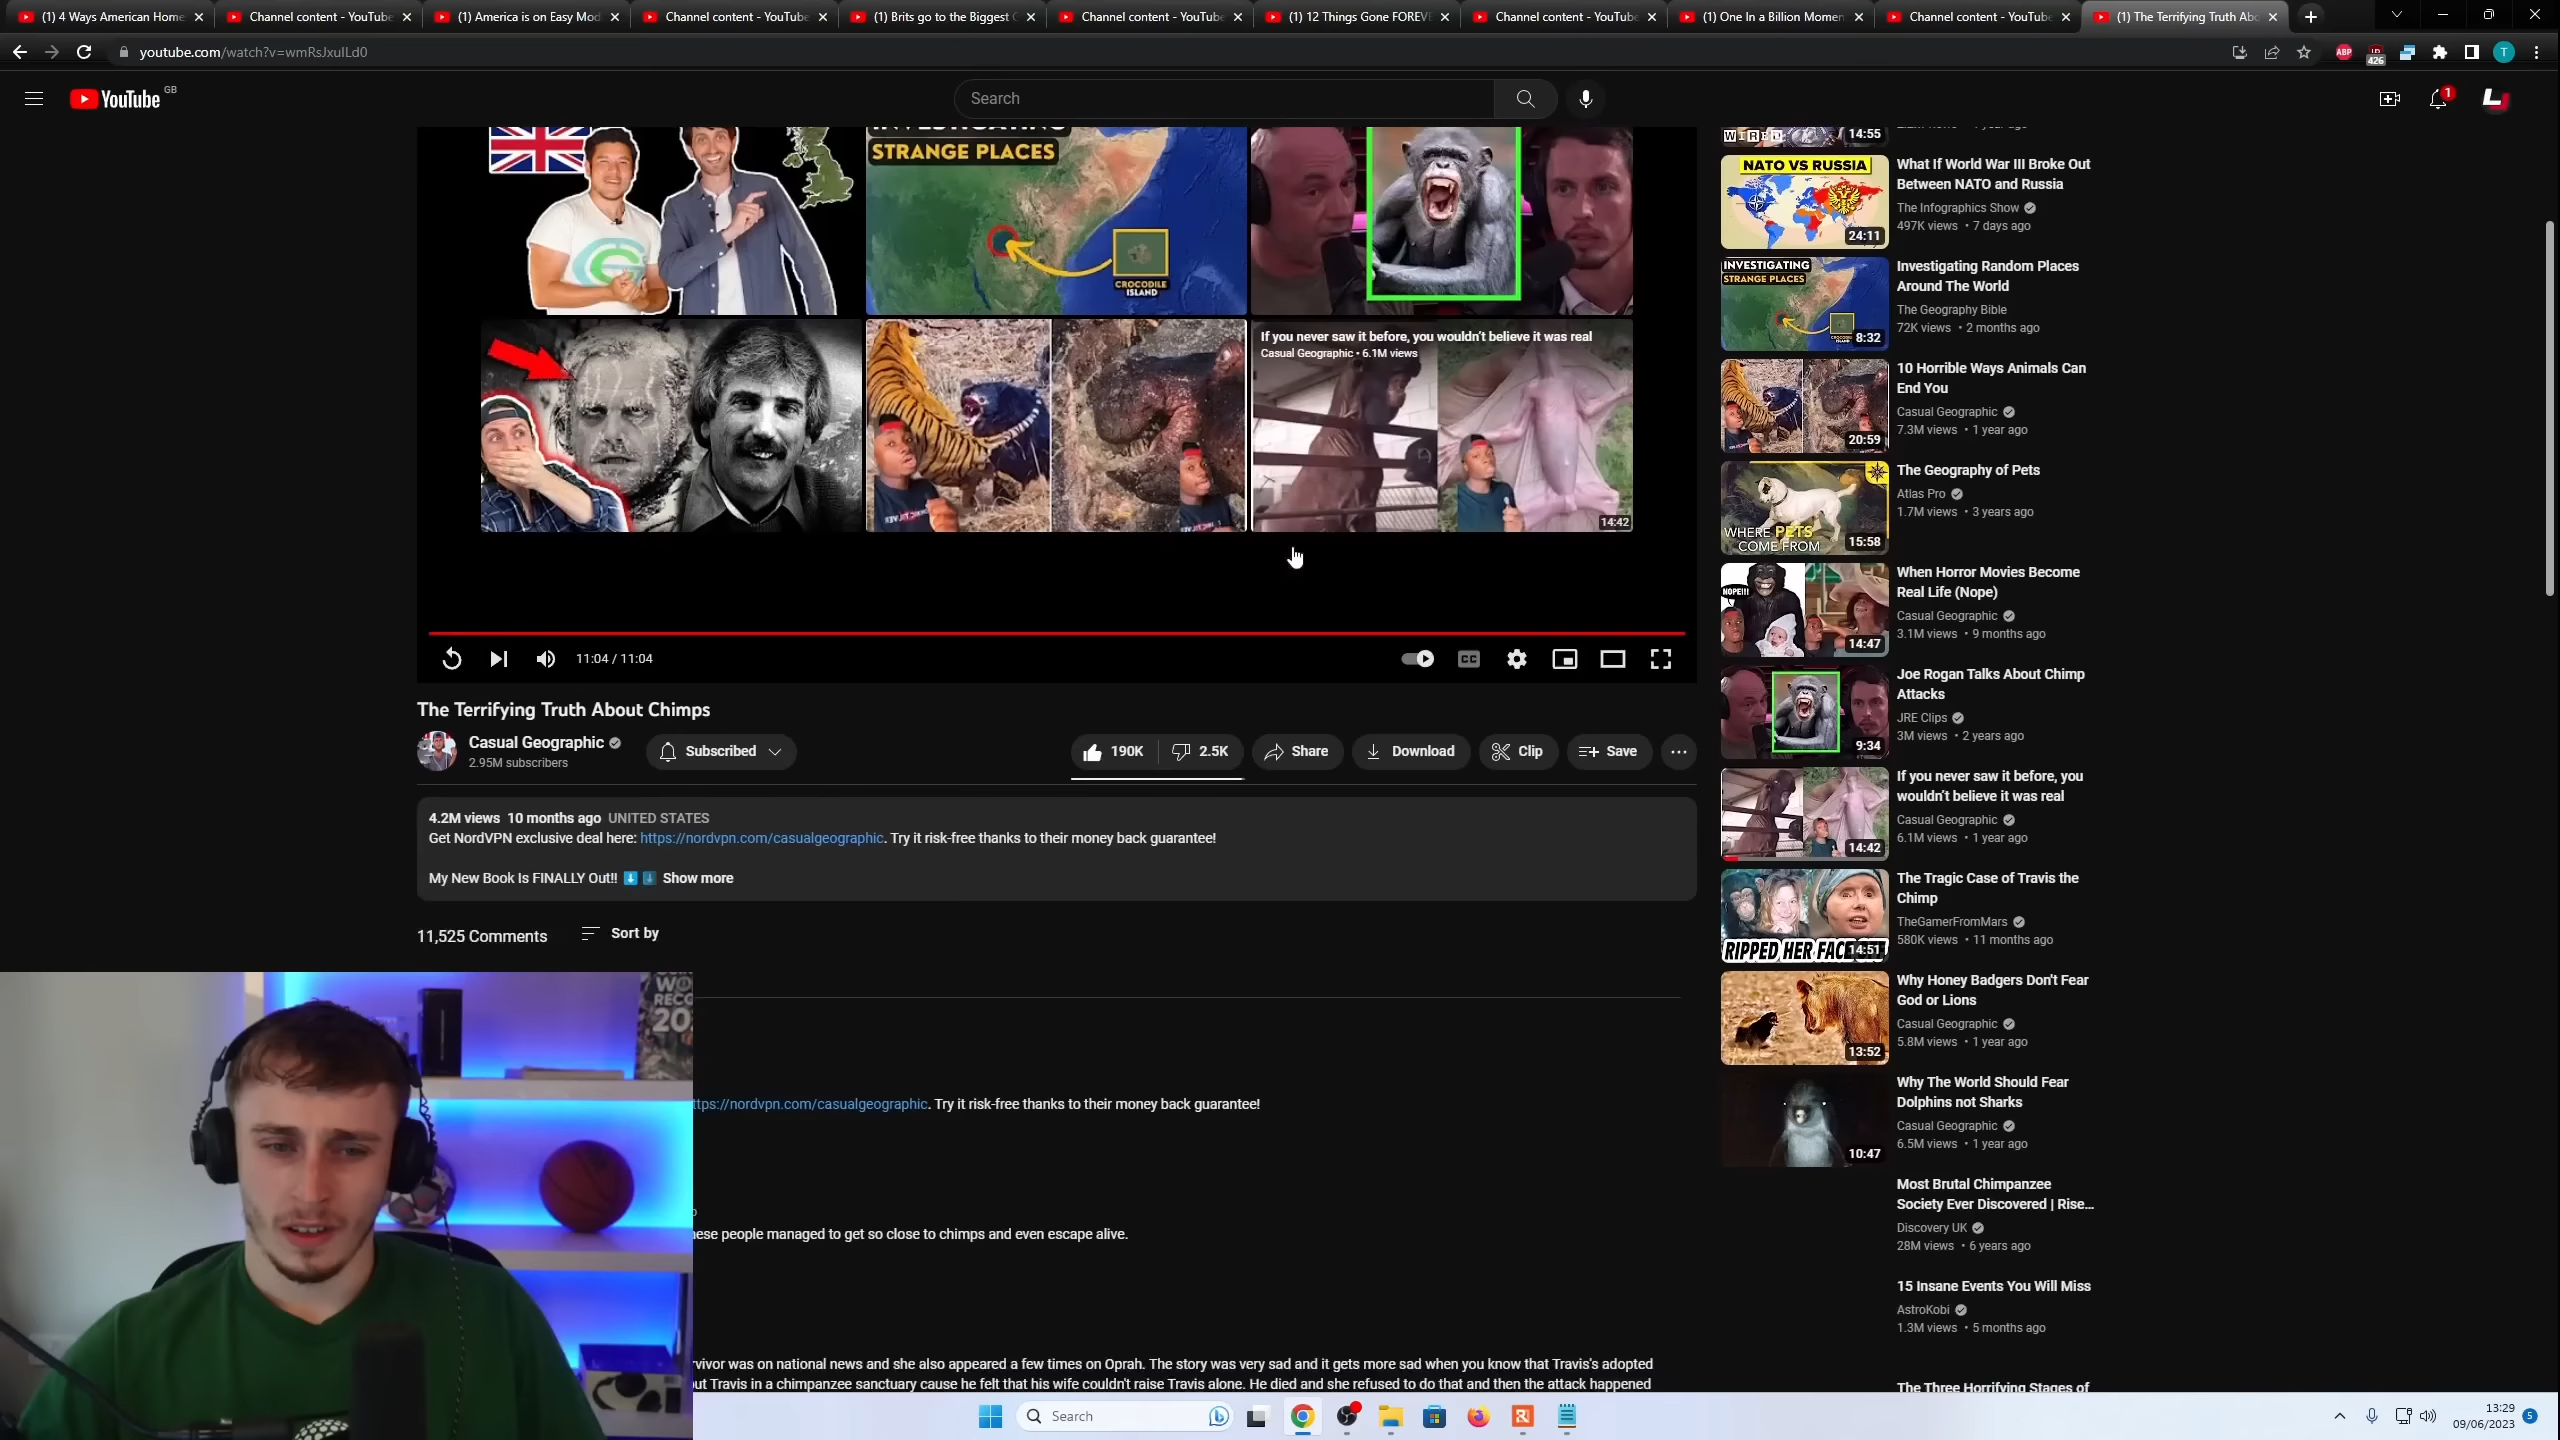 (1) 4 Ways American Home
Channel content - YouTube
(1) America is on Easy Mod
Channel content - YouTube
(1) Brits go to the Biggest
Channel content - YouTube
(1) 12 Things Gone FOREV
Channel content - YouTube
(1) One In a Billion Momen
Channel content - YouTube
(1) The Terrifying Truth Abo
youtube.com/watch?v=wmRsJxuILd0
ABP
426
T
YouTube GB
Search
1
STRANGE PLACES
CROCODILE
ISLAND
If you never saw it before, you wouldn't believe it was real
Casual Geographic • 6.1M views
14:42
11:04 / 11:04
CC
The Terrifying Truth About Chimps
Casual Geographic
2.95M subscribers
Subscribed
190K
2.5K
Share
Download
Clip
Save
4.2M views 10 months ago UNITED STATES
Get NordVPN exclusive deal here: https://nordvpn.com/casualgeographic. Try it risk-free thanks to their money back guarantee!
My New Book Is FINALLY Out!! Show more
11,525 Comments
Sort by
ttps://nordvpn.com/casualgeographic. Try it risk-free thanks to their money back guarantee!
hese people managed to get so close to chimps and even escape alive.
rvivor was on national news and she also appeared a few times on Oprah. The story was very sad and it gets more sad when you know that Travis's adopted
ut Travis in a chimpanzee sanctuary cause he felt that his wife couldn't raise Travis alone. He died and she refused to do that and then the attack happened
WIRED
14:55
NATO VS RUSSIA
24:11
What If World War III Broke Out
Between NATO and Russia
The Infographics Show
497K views • 7 days ago
INVESTIGATING
STRANGE PLACES
8:32
Investigating Random Places
Around The World
The Geography Bible
72K views • 2 months ago
20:59
10 Horrible Ways Animals Can
End You
Casual Geographic
7.3M views • 1 year ago
WHERE PETS
COME FROM
15:58
The Geography of Pets
Atlas Pro
1.7M views • 3 years ago
NOPE!!!
14:47
When Horror Movies Become
Real Life (Nope)
Casual Geographic
3.1M views • 9 months ago
9:34
Joe Rogan Talks About Chimp
Attacks
JRE Clips
3M views • 2 years ago
14:42
If you never saw it before, you
wouldn't believe it was real
Casual Geographic
6.1M views • 1 year ago
RIPPED HER FACE
14:51
The Tragic Case of Travis the
Chimp
TheGamerFromMars
580K views • 11 months ago
13:52
Why Honey Badgers Don't Fear
God or Lions
Casual Geographic
5.8M views • 1 year ago
10:47
Why The World Should Fear
Dolphins not Sharks
Casual Geographic
6.5M views • 1 year ago
Most Brutal Chimpanzee
Society Ever Discovered | Rise...
Discovery UK
28M views • 6 years ago
15 Insane Events You Will Miss
AstroKobi
1.3M views • 5 months ago
The Three Horrifying Stages of
Search
13:29
09/06/2023
5